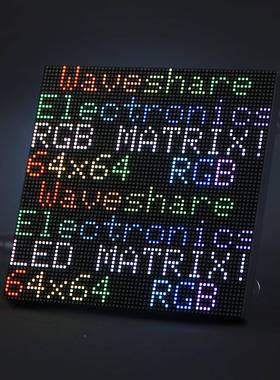 Waveshare
Electronics
RGB MATRIX!
64x64 RGB
Waveshare
Electronics
LED MATRIX!
64x64 RGB